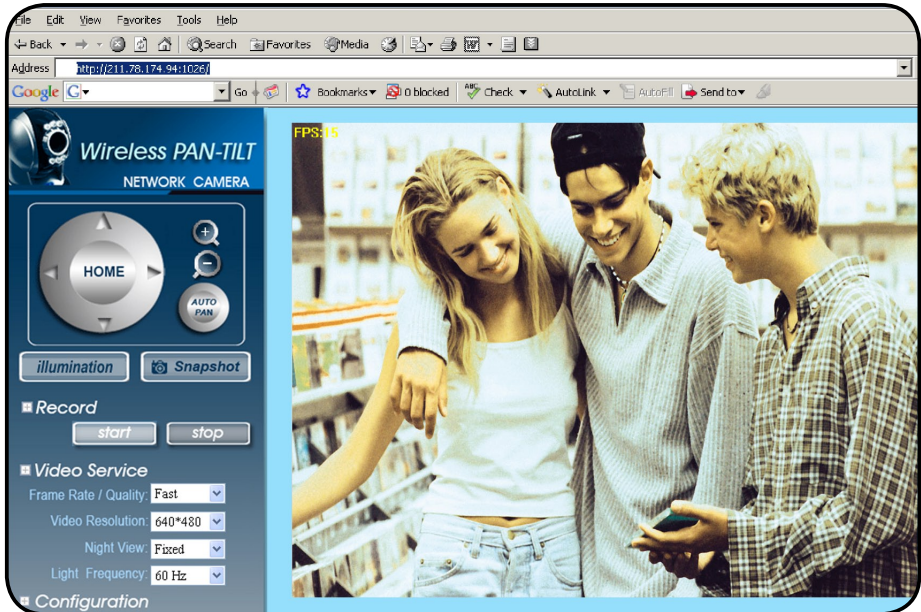 File Edit View Favorites Tools Help
Back Search Favorites Media
Address http://211.78.174.94:1026/
Google G Go Bookmarks 0 blocked ABC Check AutoLink AutoFill Send to
Wireless PAN-TILT
NETWORK CAMERA
FPS:15
HOME
AUTO
PAN
illumination Snapshot
Record
start stop
Video Service
Frame Rate / Quality: Fast
Video Resolution: 640*480
Night View: Fixed
Light Frequency: 60 Hz
Configuration